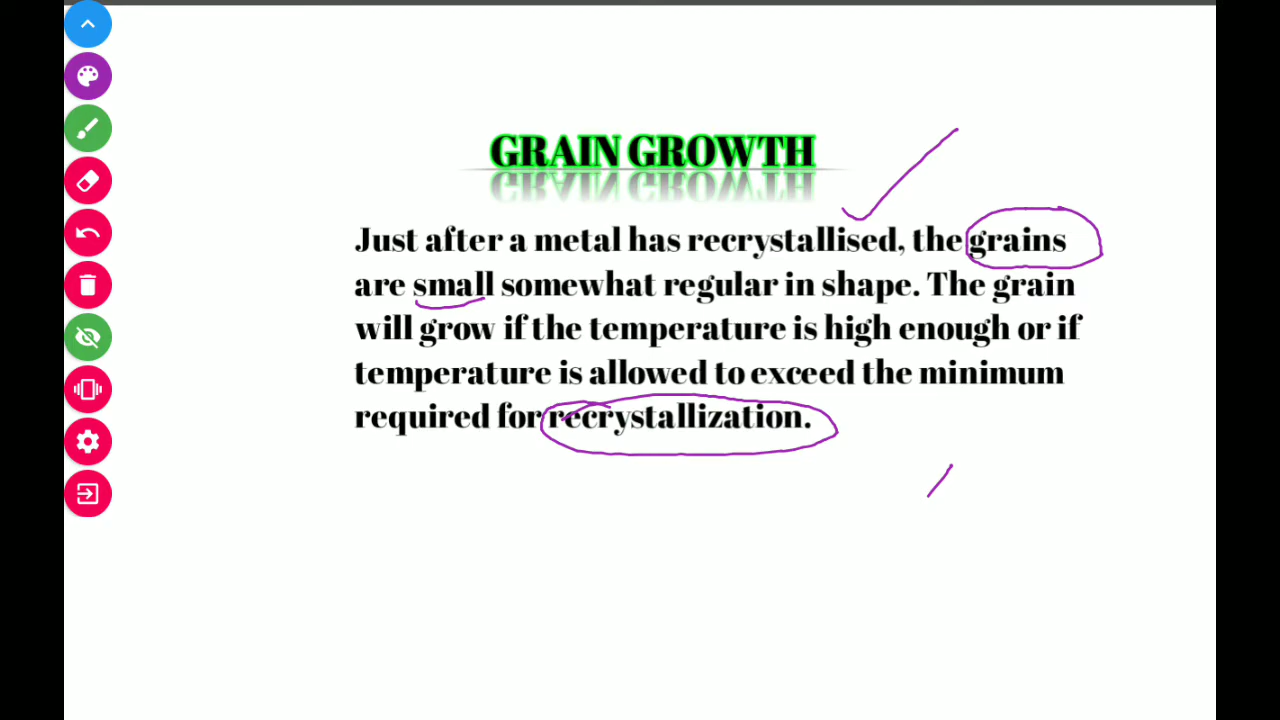 GRAIN GROWTH
Just after a metal has recrystallised, the grains
are small somewhat regular in shape. The grain
will grow if the temperature is high enough or if
temperature is allowed to exceed the minimum
required for recrystallization.